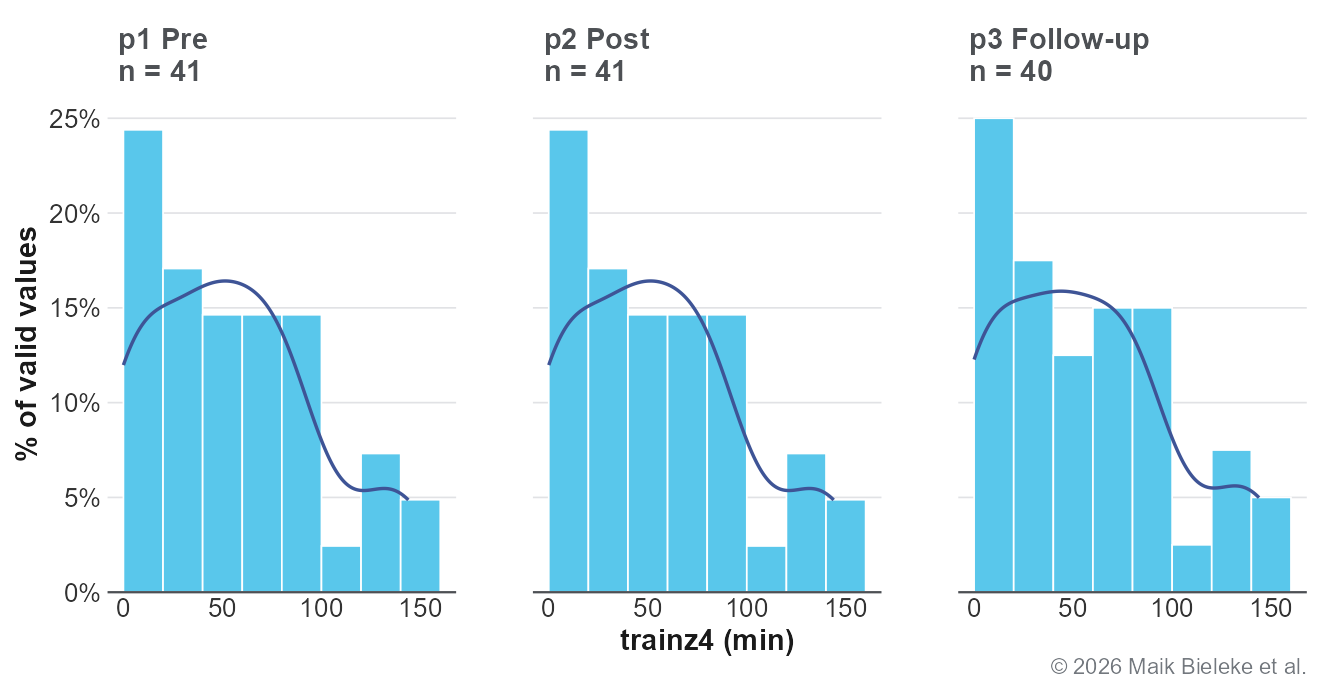 p1 Pre
n = 41
p2 Post
n = 41
p3 Follow-up
n = 40
% of valid values
25%
20%
15%
10%
5%
0%
0 50 100 150
0 50 100 150
0 50 100 150
trainz4 (min)
© 2026 Maik Bieleke et al.